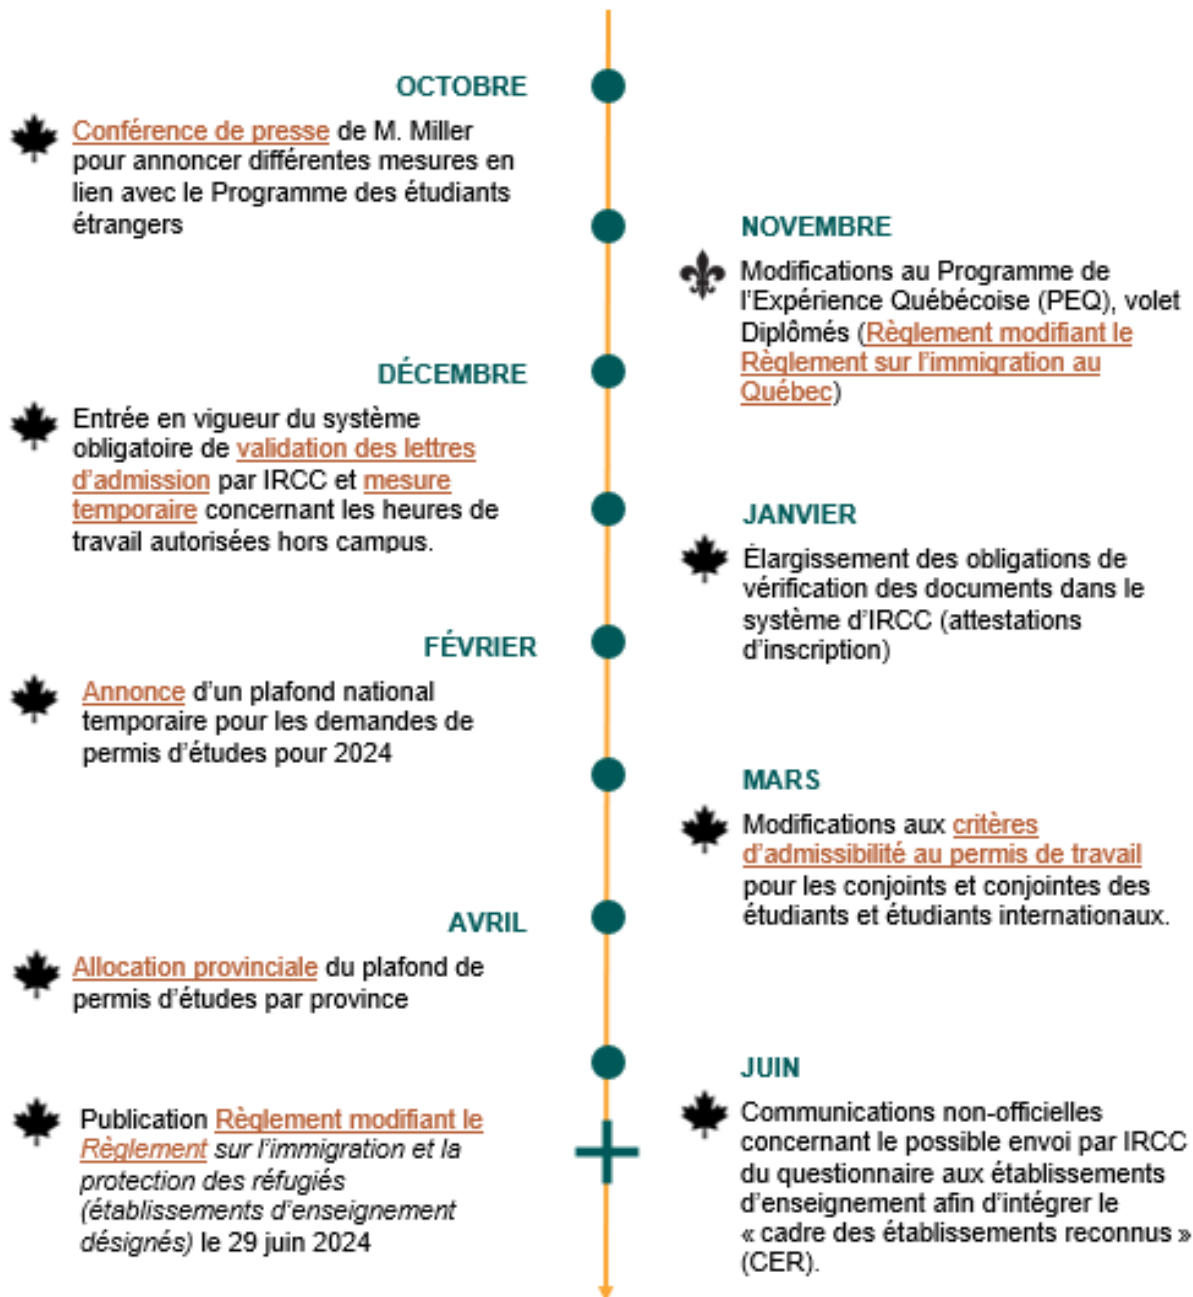 OCTOBRE
Conférence de presse de M. Miller
pour annoncer différentes mesures en
lien avec le Programme des étudiants
étrangers
NOVEMBRE
Modifications au Programme de
l'Expérience Québécoise (PEQ), volet
Diplômés (Règlement modifiant le
Règlement sur l'immigration au
Québec)
DÉCEMBRE
Entrée en vigueur du système
obligatoire de validation des lettres
d'admission par IRCC et mesure
temporaire concernant les heures de
travail autorisées hors campus.
JANVIER
Élargissement des obligations de
vérification des documents dans le
système d'IRCC (attestations
d'inscription)
FÉVRIER
Annonce d'un plafond national
temporaire pour les demandes de
permis d'études pour 2024
MARS
Modifications aux critères
d'admissibilité au permis de travail
pour les conjoints et conjointes des
étudiants et étudiants internationaux.
AVRIL
Allocation provinciale du plafond de
permis d'études par province
JUIN
Communications non-officielles
concernant le possible envoi par IRCC
du questionnaire aux établissements
d'enseignement afin d'intégrer le
« cadre des établissements reconnus »
(CER).
Publication Règlement modifiant le
Règlement sur l'immigration et la
protection des réfugiés
(établissements d'enseignement
désignés) le 29 juin 2024